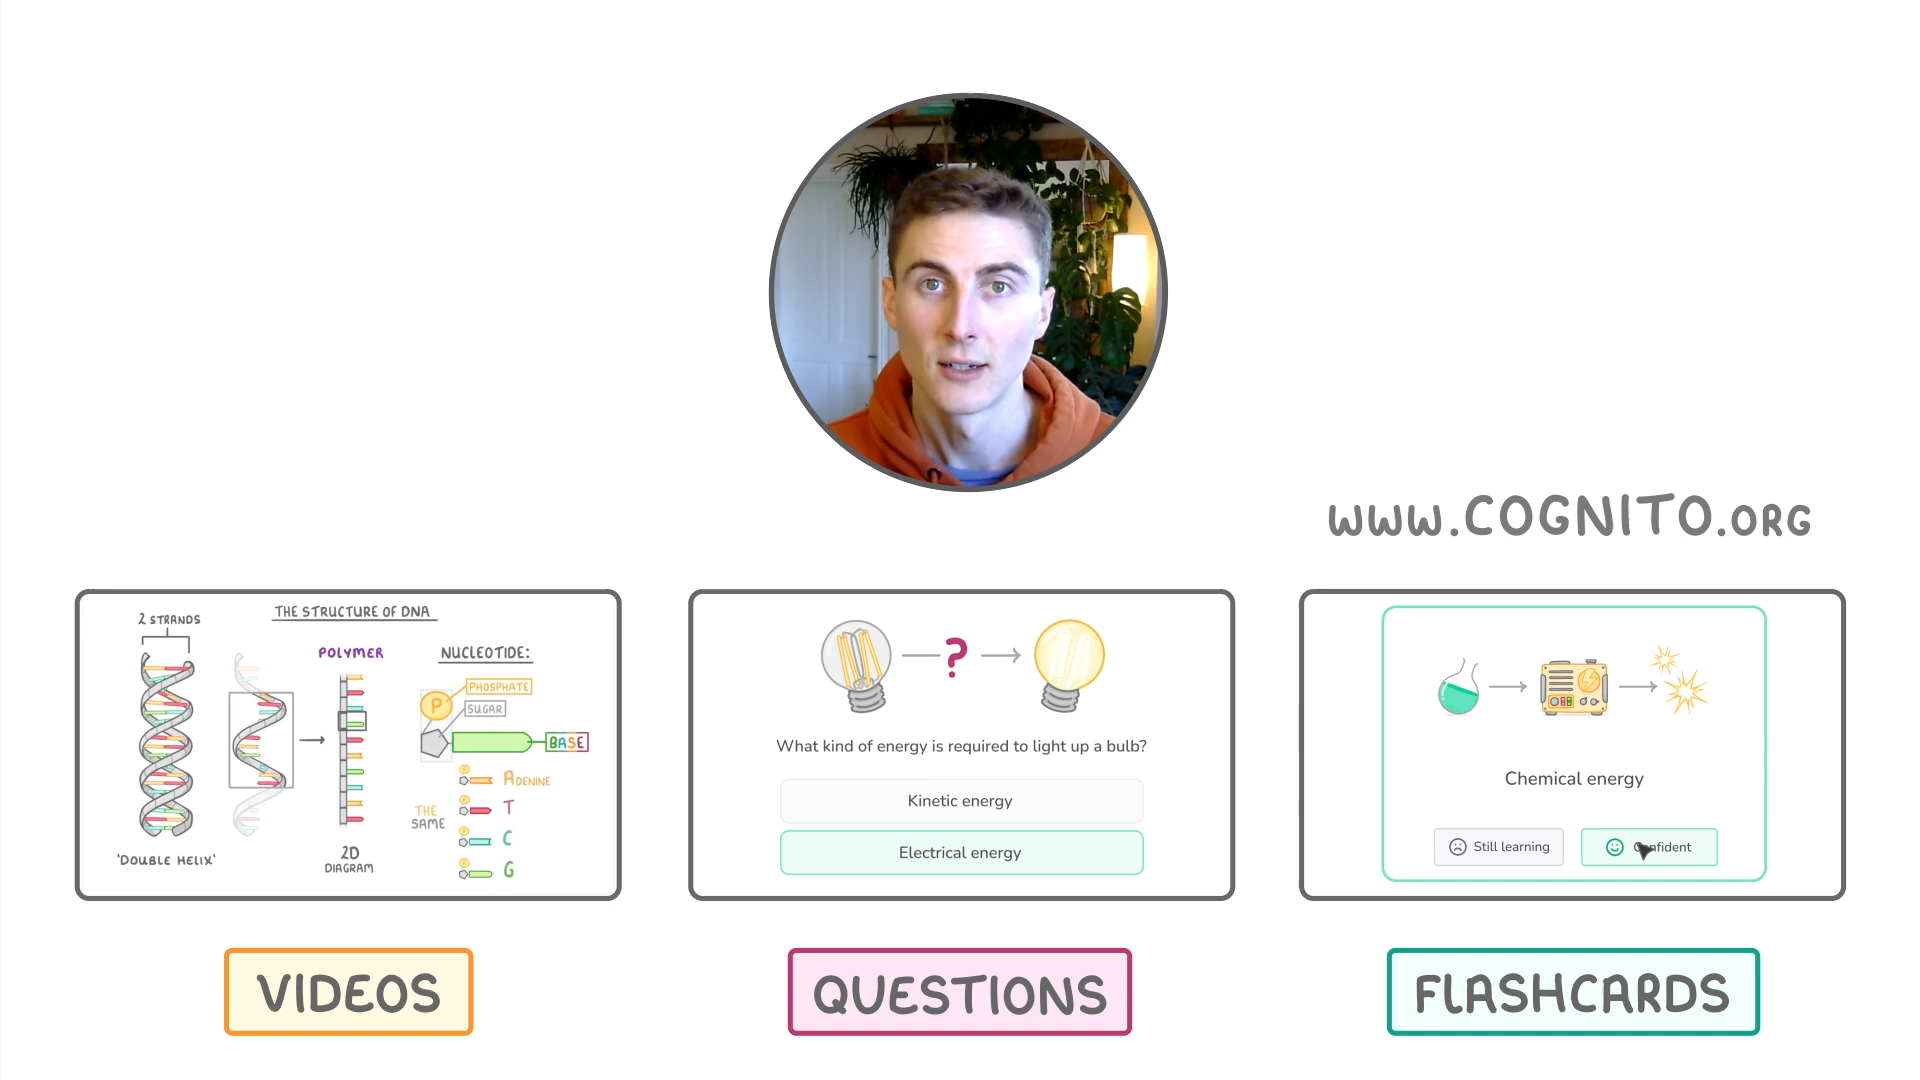 www.COGNITO.ORG
THE STRUCTURE OF DNA
2 STRANDS
POLYMER
NUCLEOTIDE:
PHOSPHATE
P
SUGAR
BASE
ADENINE
T
THE
SAME
C
G
'DOUBLE HELIX'
2D
DIAGRAM
?
What kind of energy is required to light up a bulb?
Kinetic energy
Electrical energy
Chemical energy
Still learning
VIDEOS
QUESTIONS
FLASHCARDS